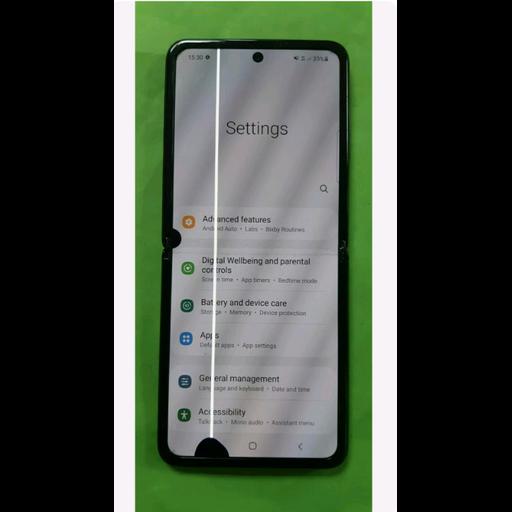 15:30
35%
Settings
Advanced features
Android Auto • Labs • Bixby Routines
Digital Wellbeing and parental
controls
Screen time • App timers • Bedtime mode
Battery and device care
Storage • Memory • Device protection
Apps
Default apps • App settings
General management
Language and keyboard • Date and time
Accessibility
TalkBack • Mono audio • Assistant menu